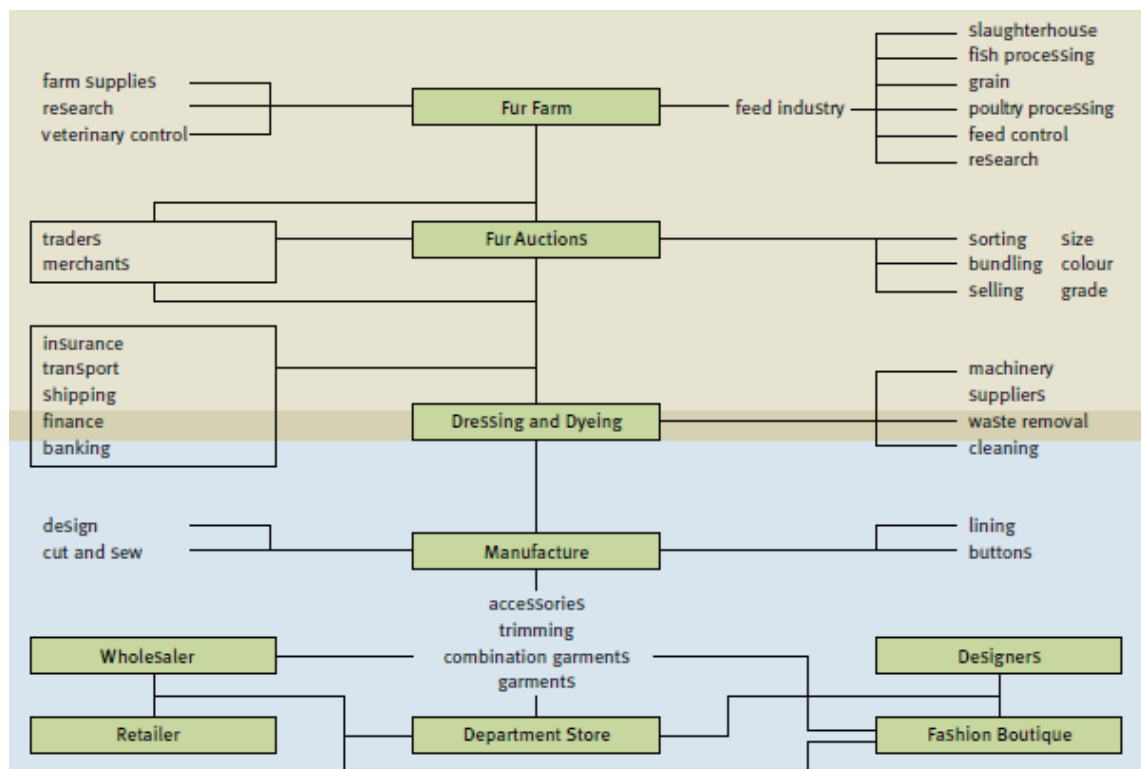 farm supplies
research
veterinary control
Fur Farm
feed industry
slaughterhouse
fish processing
grain
poultry processing
feed control
research
traders
merchants
Fur Auctions
sorting size
bundling colour
selling grade
insurance
transport
shipping
finance
banking
Dressing and Dyeing
machinery
suppliers
waste removal
cleaning
design
cut and sew
Manufacture
lining
buttons
accessories
trimming
combination garments
garments
Wholesaler
Designers
Retailer
Department Store
Fashion Boutique